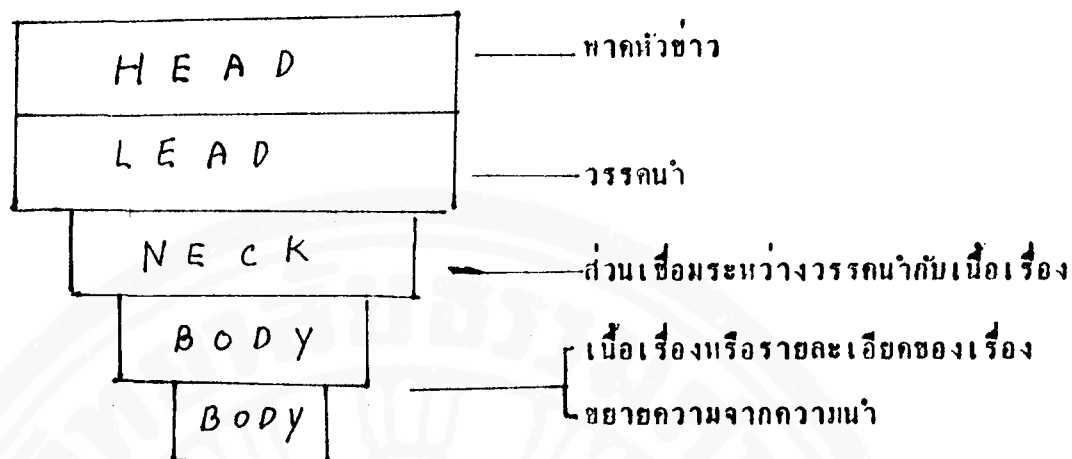 HEAD
พาดหัวข่าว
LEAD
วรรคนำ
NECK
ส่วนเชื่อมระหว่างวรรคนำกับเนื้อเรื่อง
BODY
เนื้อเรื่องหรือรายละเอียดของเรื่อง
BODY
ขยายความจากความนำ